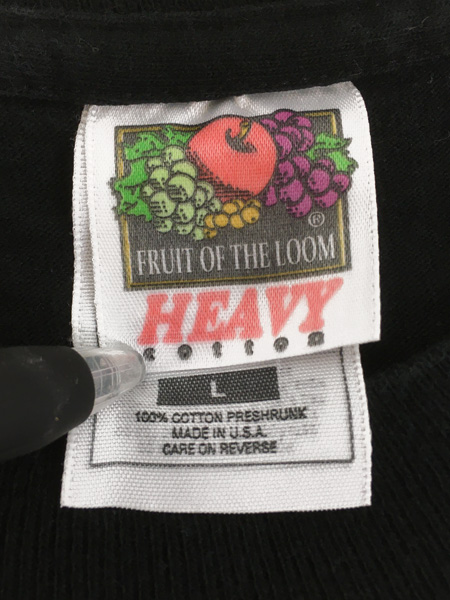 ®
FRUIT OF THE LOOM
HEAVY
cotton
L
100% COTTON PRESHRUNK
MADE IN U.S.A.
CARE ON REVERSE